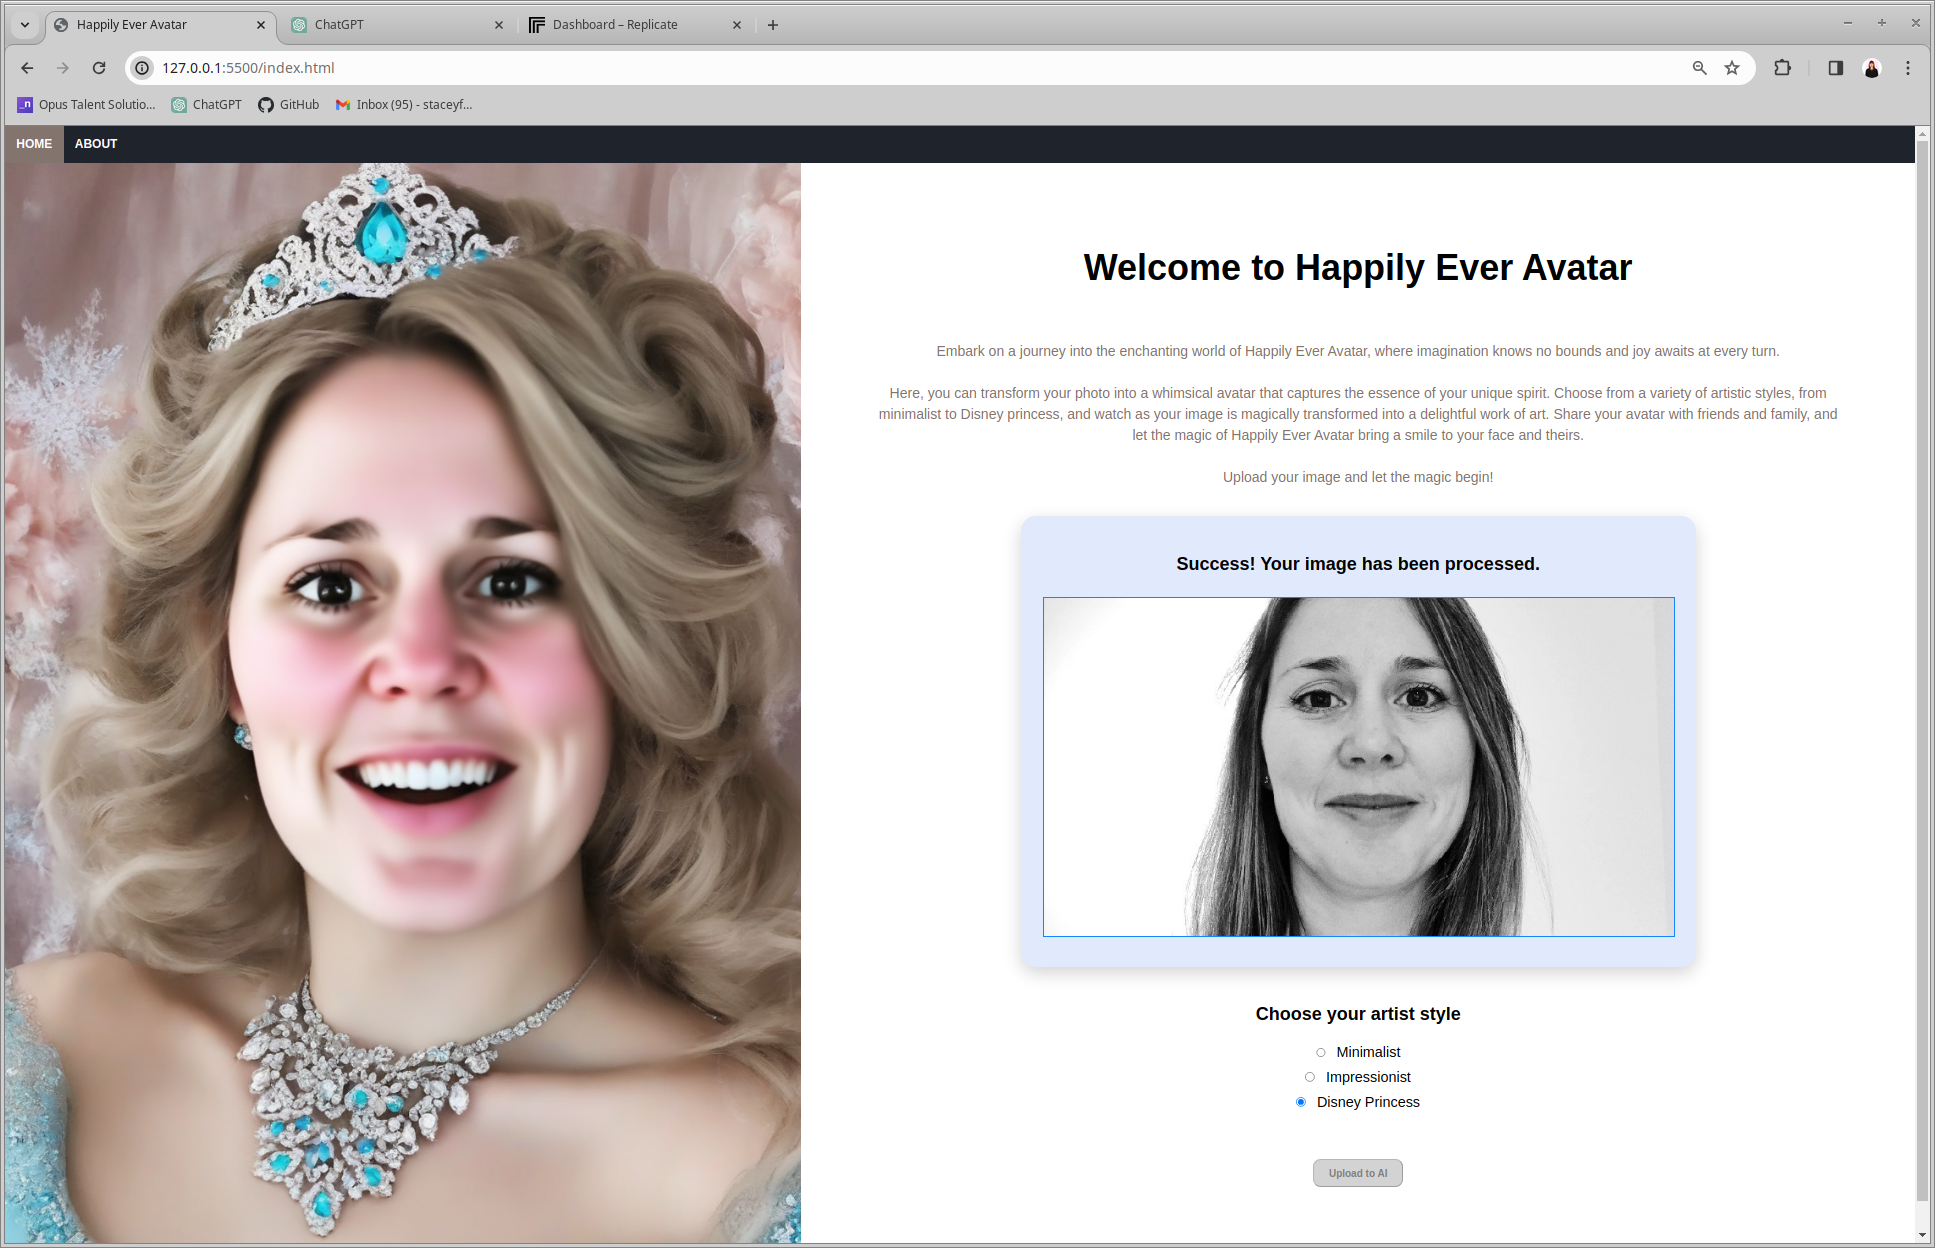 Happily Ever Avatar
ChatGPT
Dashboard – Replicate
127.0.0.1:5500/index.html
Opus Talent Solutio...
ChatGPT
GitHub
Inbox (95) - staceyf...
HOME
ABOUT
Welcome to Happily Ever Avatar
Embark on a journey into the enchanting world of Happily Ever Avatar, where imagination knows no bounds and joy awaits at every turn.
Here, you can transform your photo into a whimsical avatar that captures the essence of your unique spirit. Choose from a variety of artistic styles, from
minimalist to Disney princess, and watch as your image is magically transformed into a delightful work of art. Share your avatar with friends and family, and
let the magic of Happily Ever Avatar bring a smile to your face and theirs.
Upload your image and let the magic begin!
Success! Your image has been processed.
Choose your artist style
Minimalist
Impressionist
Disney Princess
Upload to AI